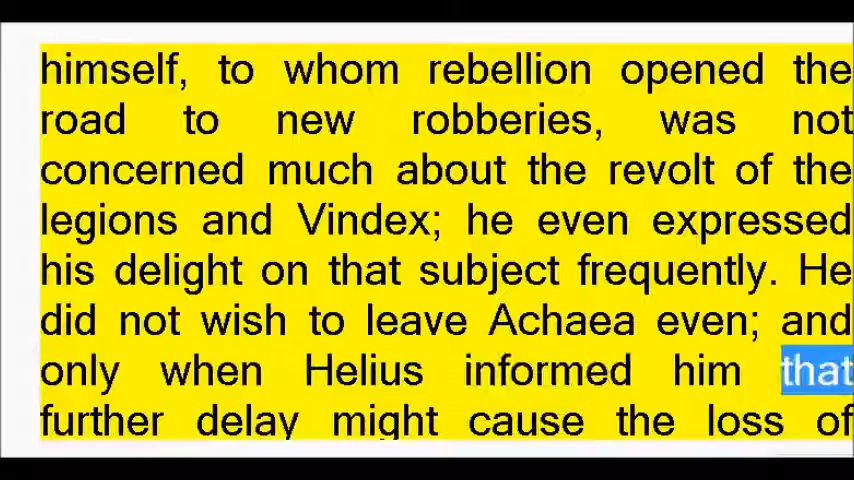 himself, to whom rebellion opened the
road to new robberies, was not
concerned much about the revolt of the
legions and Vindex; he even expressed
his delight on that subject frequently. He
did not wish to leave Achaea even; and
only when Helius informed him that
further delay might cause the loss of